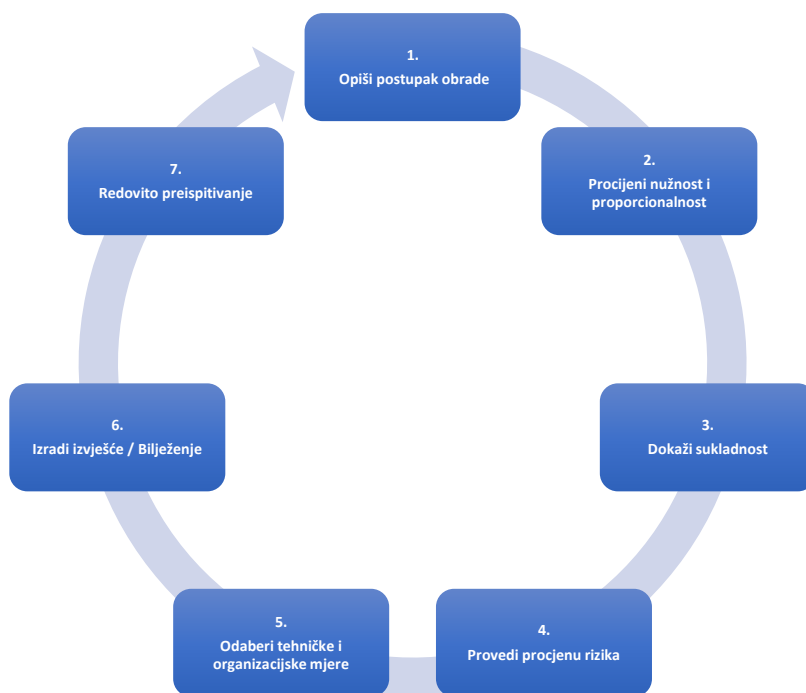 1.
Opiši postupak obrade
2.
Procijeni nužnost i
proporcionalnost
3.
Dokaži sukladnost
4.
Provedi procjenu rizika
5.
Odaberi tehničke i
organizacijske mjere
6.
Izradi izvješće / Bilježenje
7.
Redovito preispitivanje